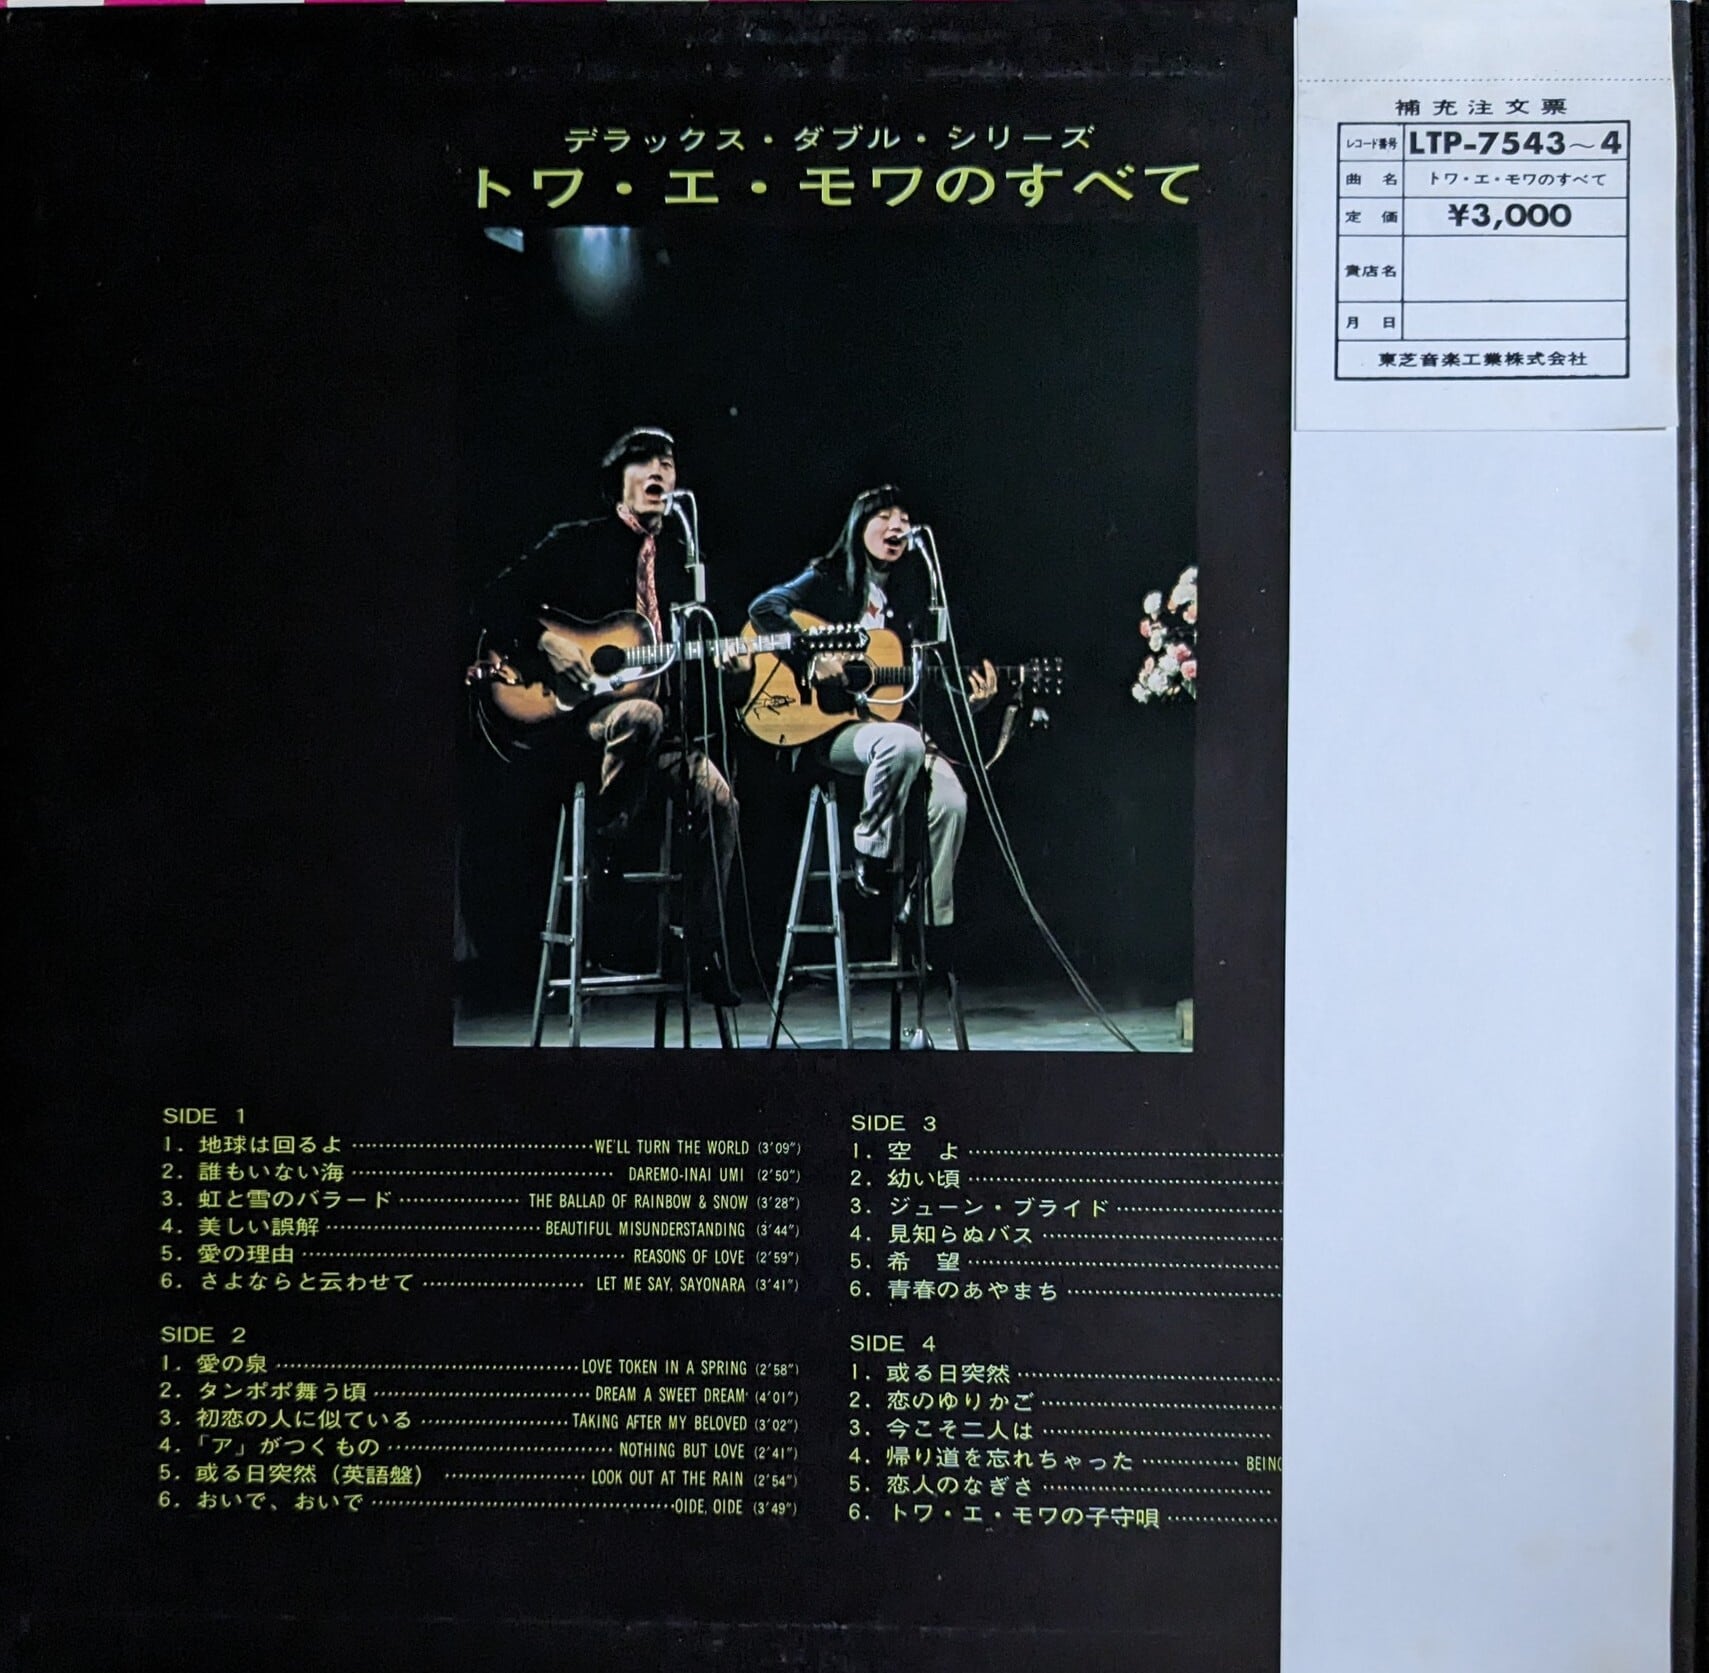 デラックス・ダブル・シリーズ
トワ・エ・モワのすべて
補充注文票
レコード番号 LTP-7543～4
曲名 トワ・エ・モワのすべて
定価 ¥3,000
貴店名
月日
東芝音楽工業株式会社
SIDE 1
1. 地球は回るよ WE'LL TURN THE WORLD (3'09")
2. 誰もいない海 DAREMO-INAI UMI (2'50")
3. 虹と雪のバラード THE BALLAD OF RAINBOW & SNOW (3'28")
4. 美しい誤解 BEAUTIFUL MISUNDERSTANDING (3'44")
5. 愛の理由 REASONS OF LOVE (2'59")
6. さよならと云わせて LET ME SAY, SAYONARA (3'41")
SIDE 2
1. 愛の泉 LOVE TOKEN IN A SPRING (2'58")
2. タンポポ舞う頃 DREAM A SWEET DREAM (4'01")
3. 初恋の人に似ている TAKING AFTER MY BELOVED (3'02")
4. 「ア」がつくもの NOTHING BUT LOVE (2'41")
5. 或る日突然（英語盤） LOOK OUT AT THE RAIN (2'54")
6. おいで、おいで OIDE, OIDE (3'49")
SIDE 3
1. 空よ
2. 幼い頃
3. ジューン・ブライド
4. 見知らぬバス
5. 希望
6. 青春のあやまち
SIDE 4
1. 或る日突然
2. 恋のゆりかご
3. 今こそ二人は
4. 帰り道を忘れちゃった BEING
5. 恋人のなぎさ
6. トワ・エ・モワの子守唄